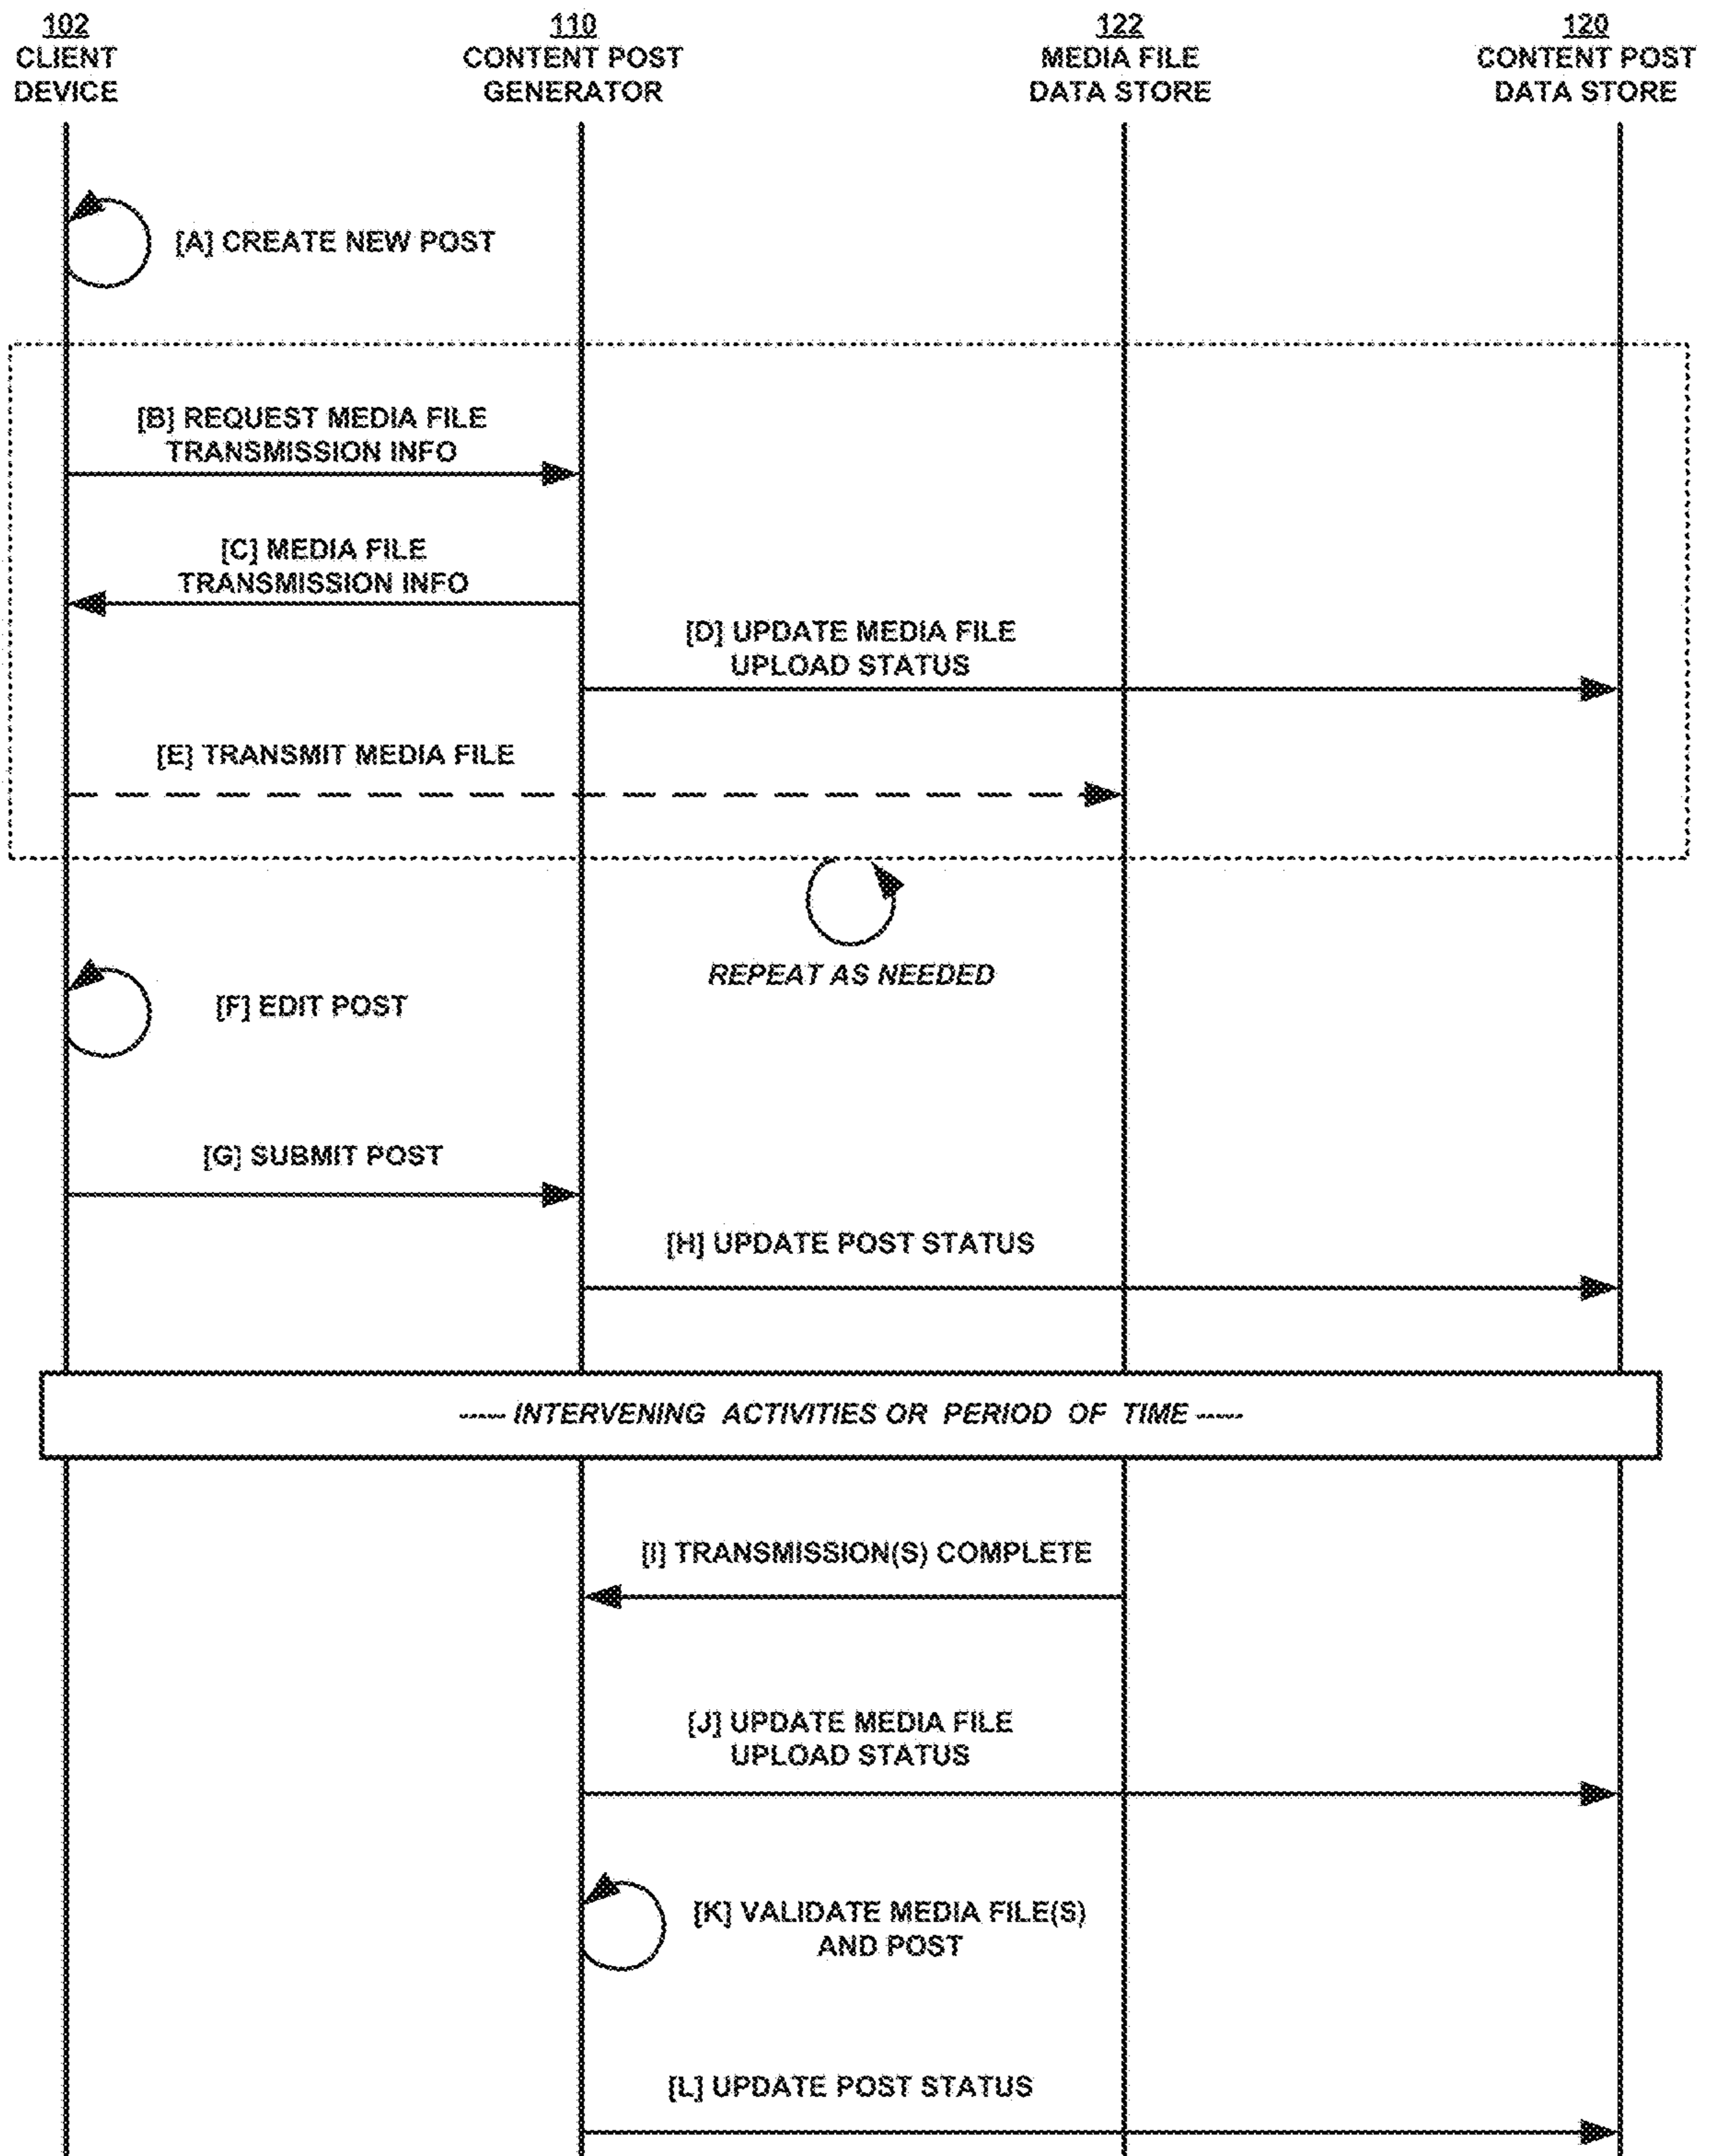 102
CLIENT
DEVICE
110
CONTENT POST
GENERATOR
122
MEDIA FILE
DATA STORE
120
CONTENT POST
DATA STORE
[A] CREATE NEW POST
[B] REQUEST MEDIA FILE
TRANSMISSION INFO
[C] MEDIA FILE
TRANSMISSION INFO
[D] UPDATE MEDIA FILE
UPLOAD STATUS
[E] TRANSMIT MEDIA FILE
REPEAT AS NEEDED
[F] EDIT POST
[G] SUBMIT POST
[H] UPDATE POST STATUS
----- INTERVENING ACTIVITIES OR PERIOD OF TIME -----
[I] TRANSMISSION(S) COMPLETE
[J] UPDATE MEDIA FILE
UPLOAD STATUS
[K] VALIDATE MEDIA FILE(S)
AND POST
[L] UPDATE POST STATUS